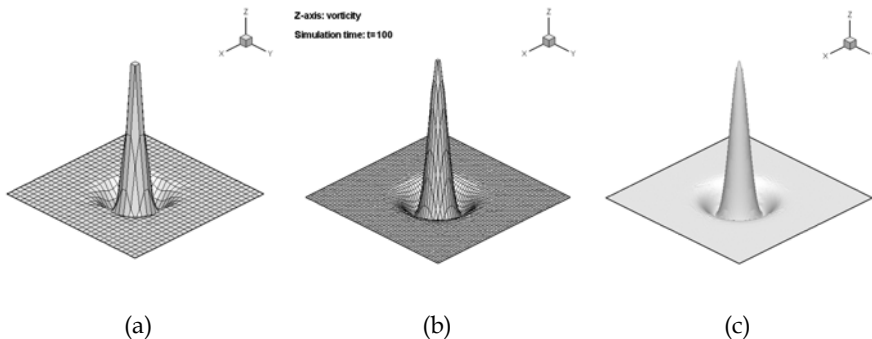 Z-axis: vorticity
Simulation time: t=100
Z
X
Y
Z
X
Y
Z
X
(a)
(b)
(c)